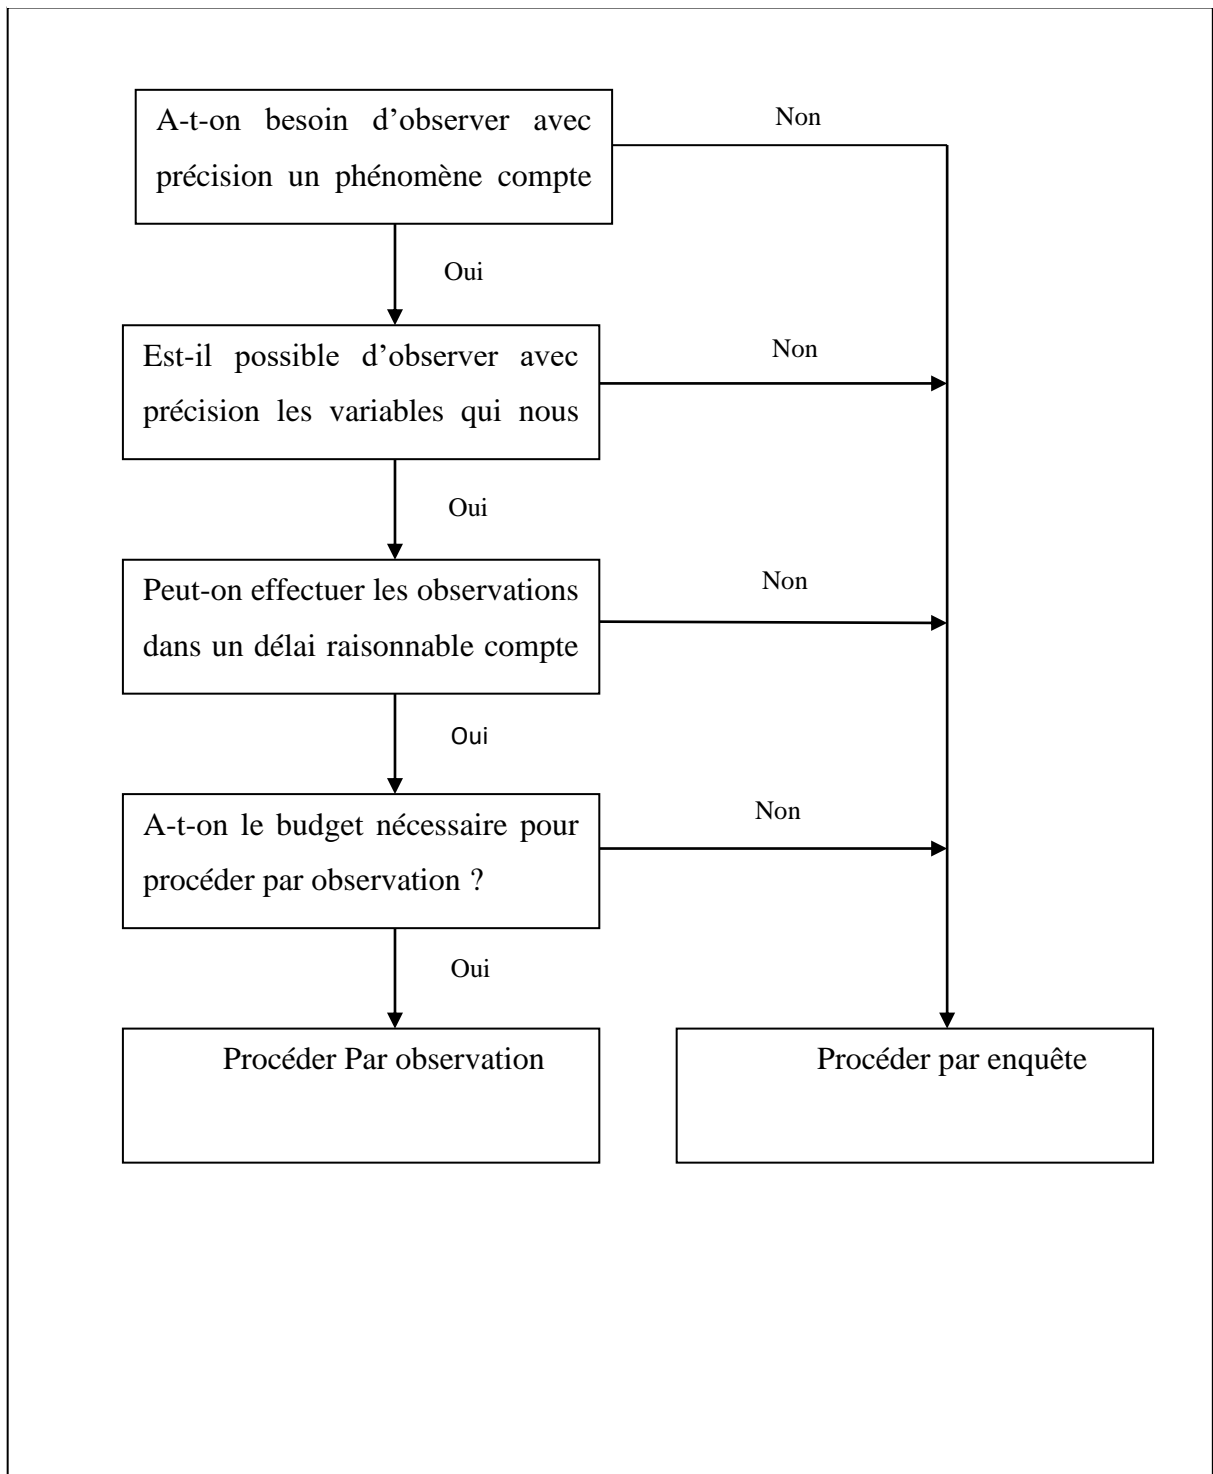 A-t-on besoin d’observer avec
précision un phénomène compte
Non
Oui
Est-il possible d’observer avec
précision les variables qui nous
Non
Oui
Peut-on effectuer les observations
dans un délai raisonnable compte
Non
Oui
A-t-on le budget nécessaire pour
procéder par observation ?
Non
Oui
Procéder Par observation
Procéder par enquête